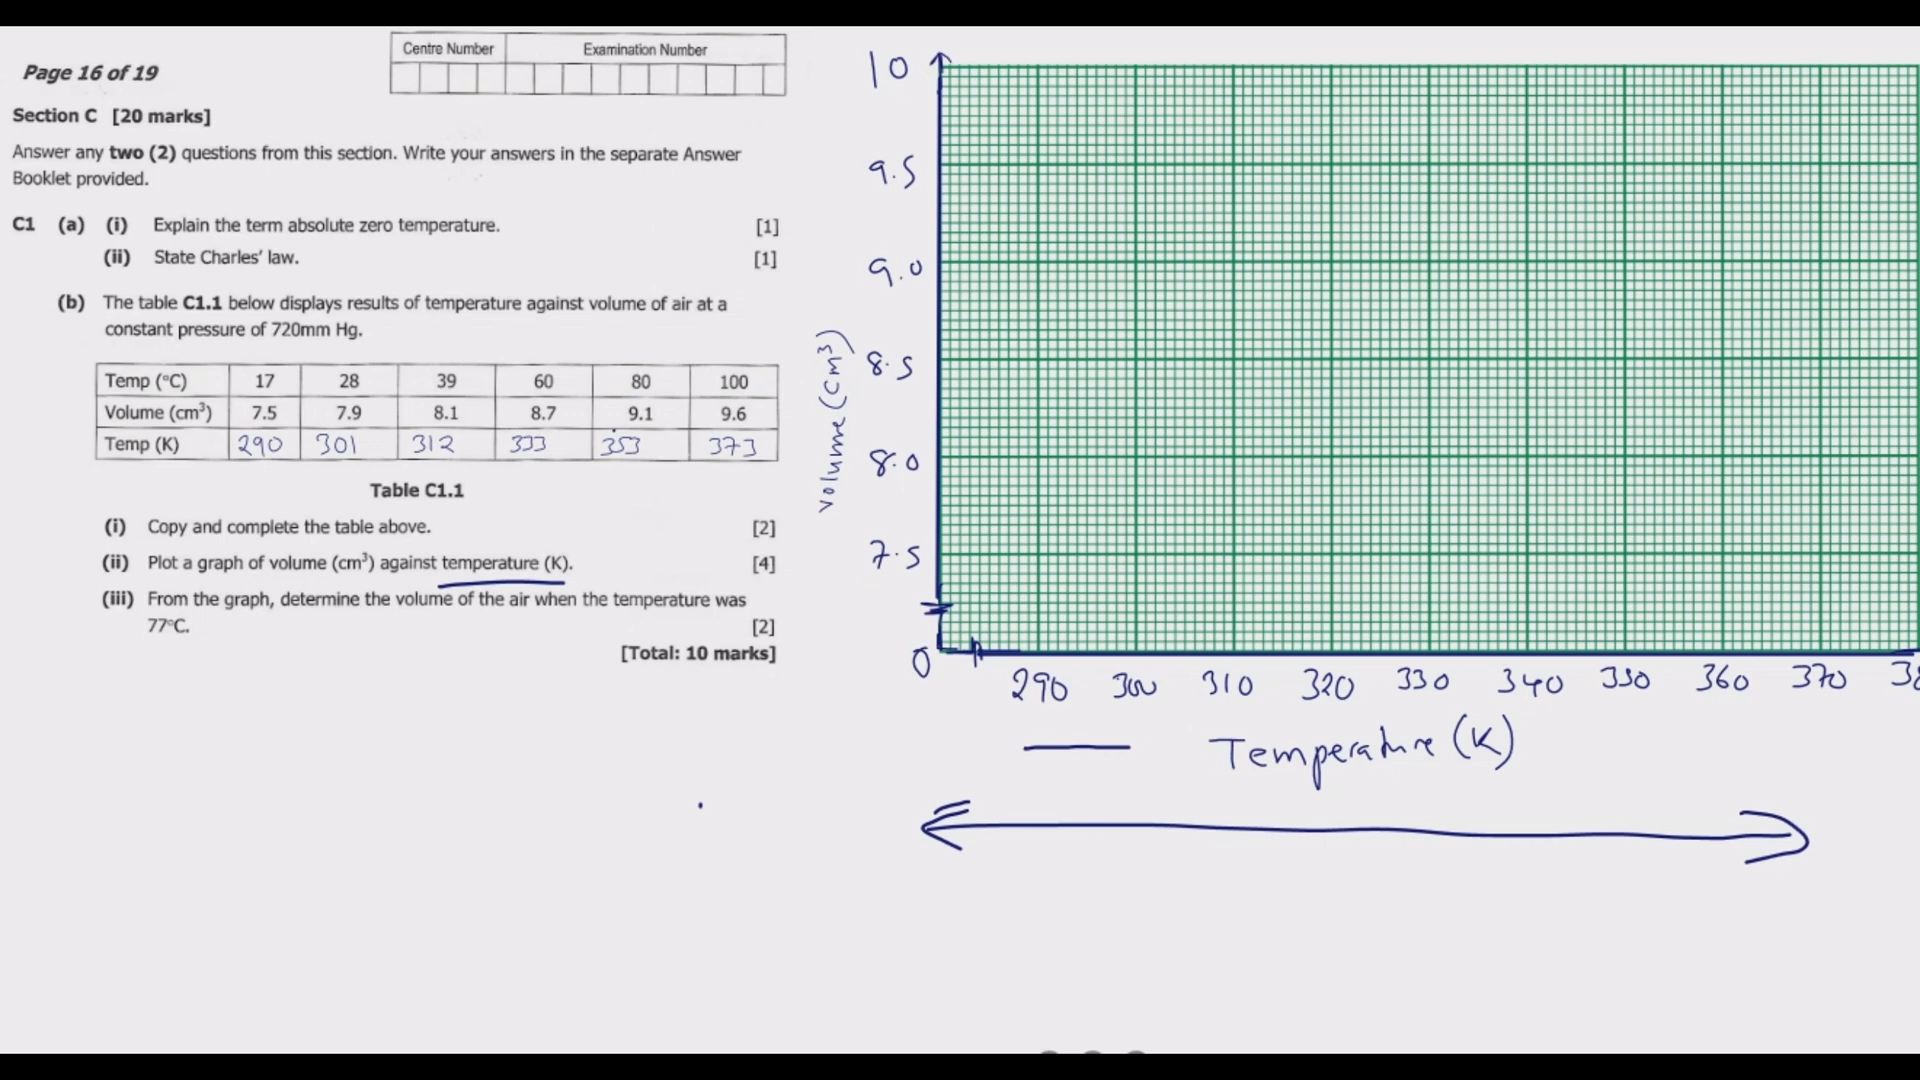 Centre Number Examination Number
Page 16 of 19
Section C [20 marks]
Answer any two (2) questions from this section. Write your answers in the separate Answer
Booklet provided.
C1 (a) (i) Explain the term absolute zero temperature. [1]
(ii) State Charles' law. [1]
(b) The table C1.1 below displays results of temperature against volume of air at a
constant pressure of 720mm Hg.
Temp (°C) 17 28 39 60 80 100
Volume (cm³) 7.5 7.9 8.1 8.7 9.1 9.6
Temp (K) 290 301 312 333 353 373
Table C1.1
(i) Copy and complete the table above. [2]
(ii) Plot a graph of volume (cm³) against temperature (K). [4]
(iii) From the graph, determine the volume of the air when the temperature was
77°C. [2]
[Total: 10 marks]
10
9.5
9.0
8.5
8.0
7.5
0
Volume (cm³)
290 300 310 320 330 340 350 360 370
Temperature (K)